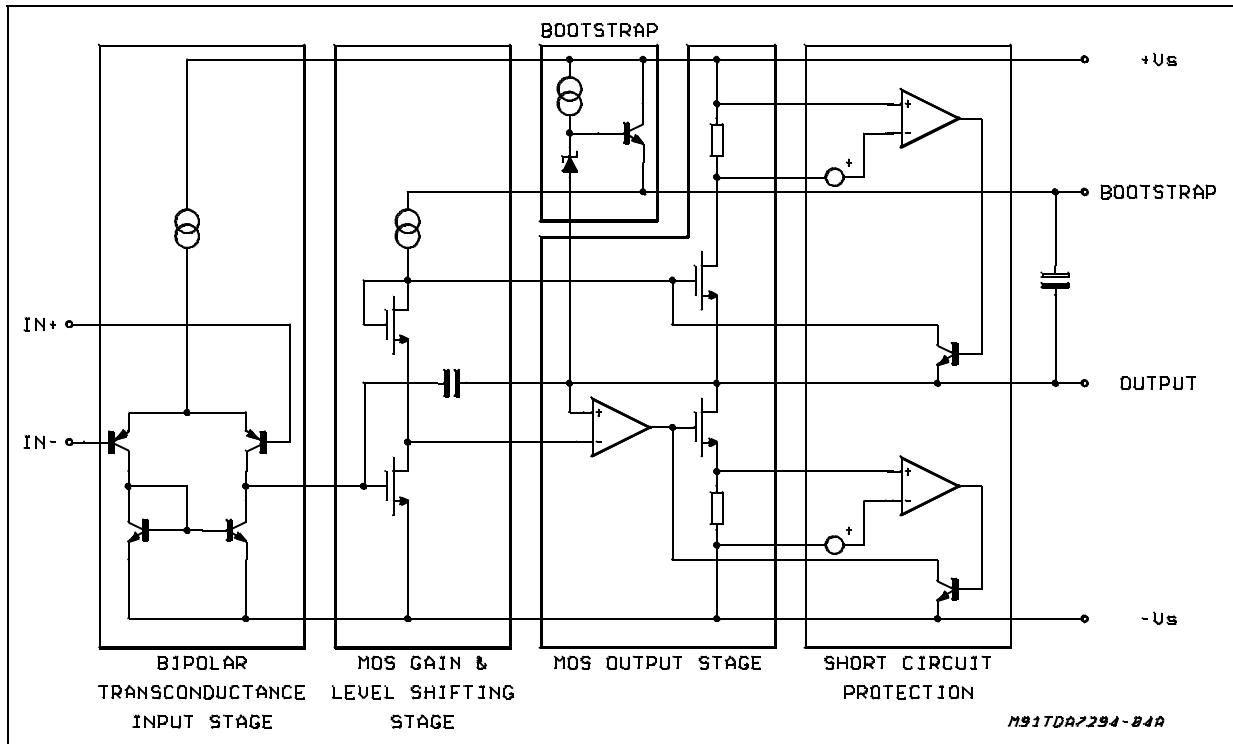 BOOTSTRAP
+Vs
+
-
+
BOOTSTRAP
IN+
OUTPUT
IN-
+
-
+
-
+
-Vs
BIPOLAR
TRANSCONDUCTANCE
INPUT STAGE
MOS GAIN &
LEVEL SHIFTING
STAGE
MOS OUTPUT STAGE
SHORT CIRCUIT
PROTECTION
M91TDA7294-04A